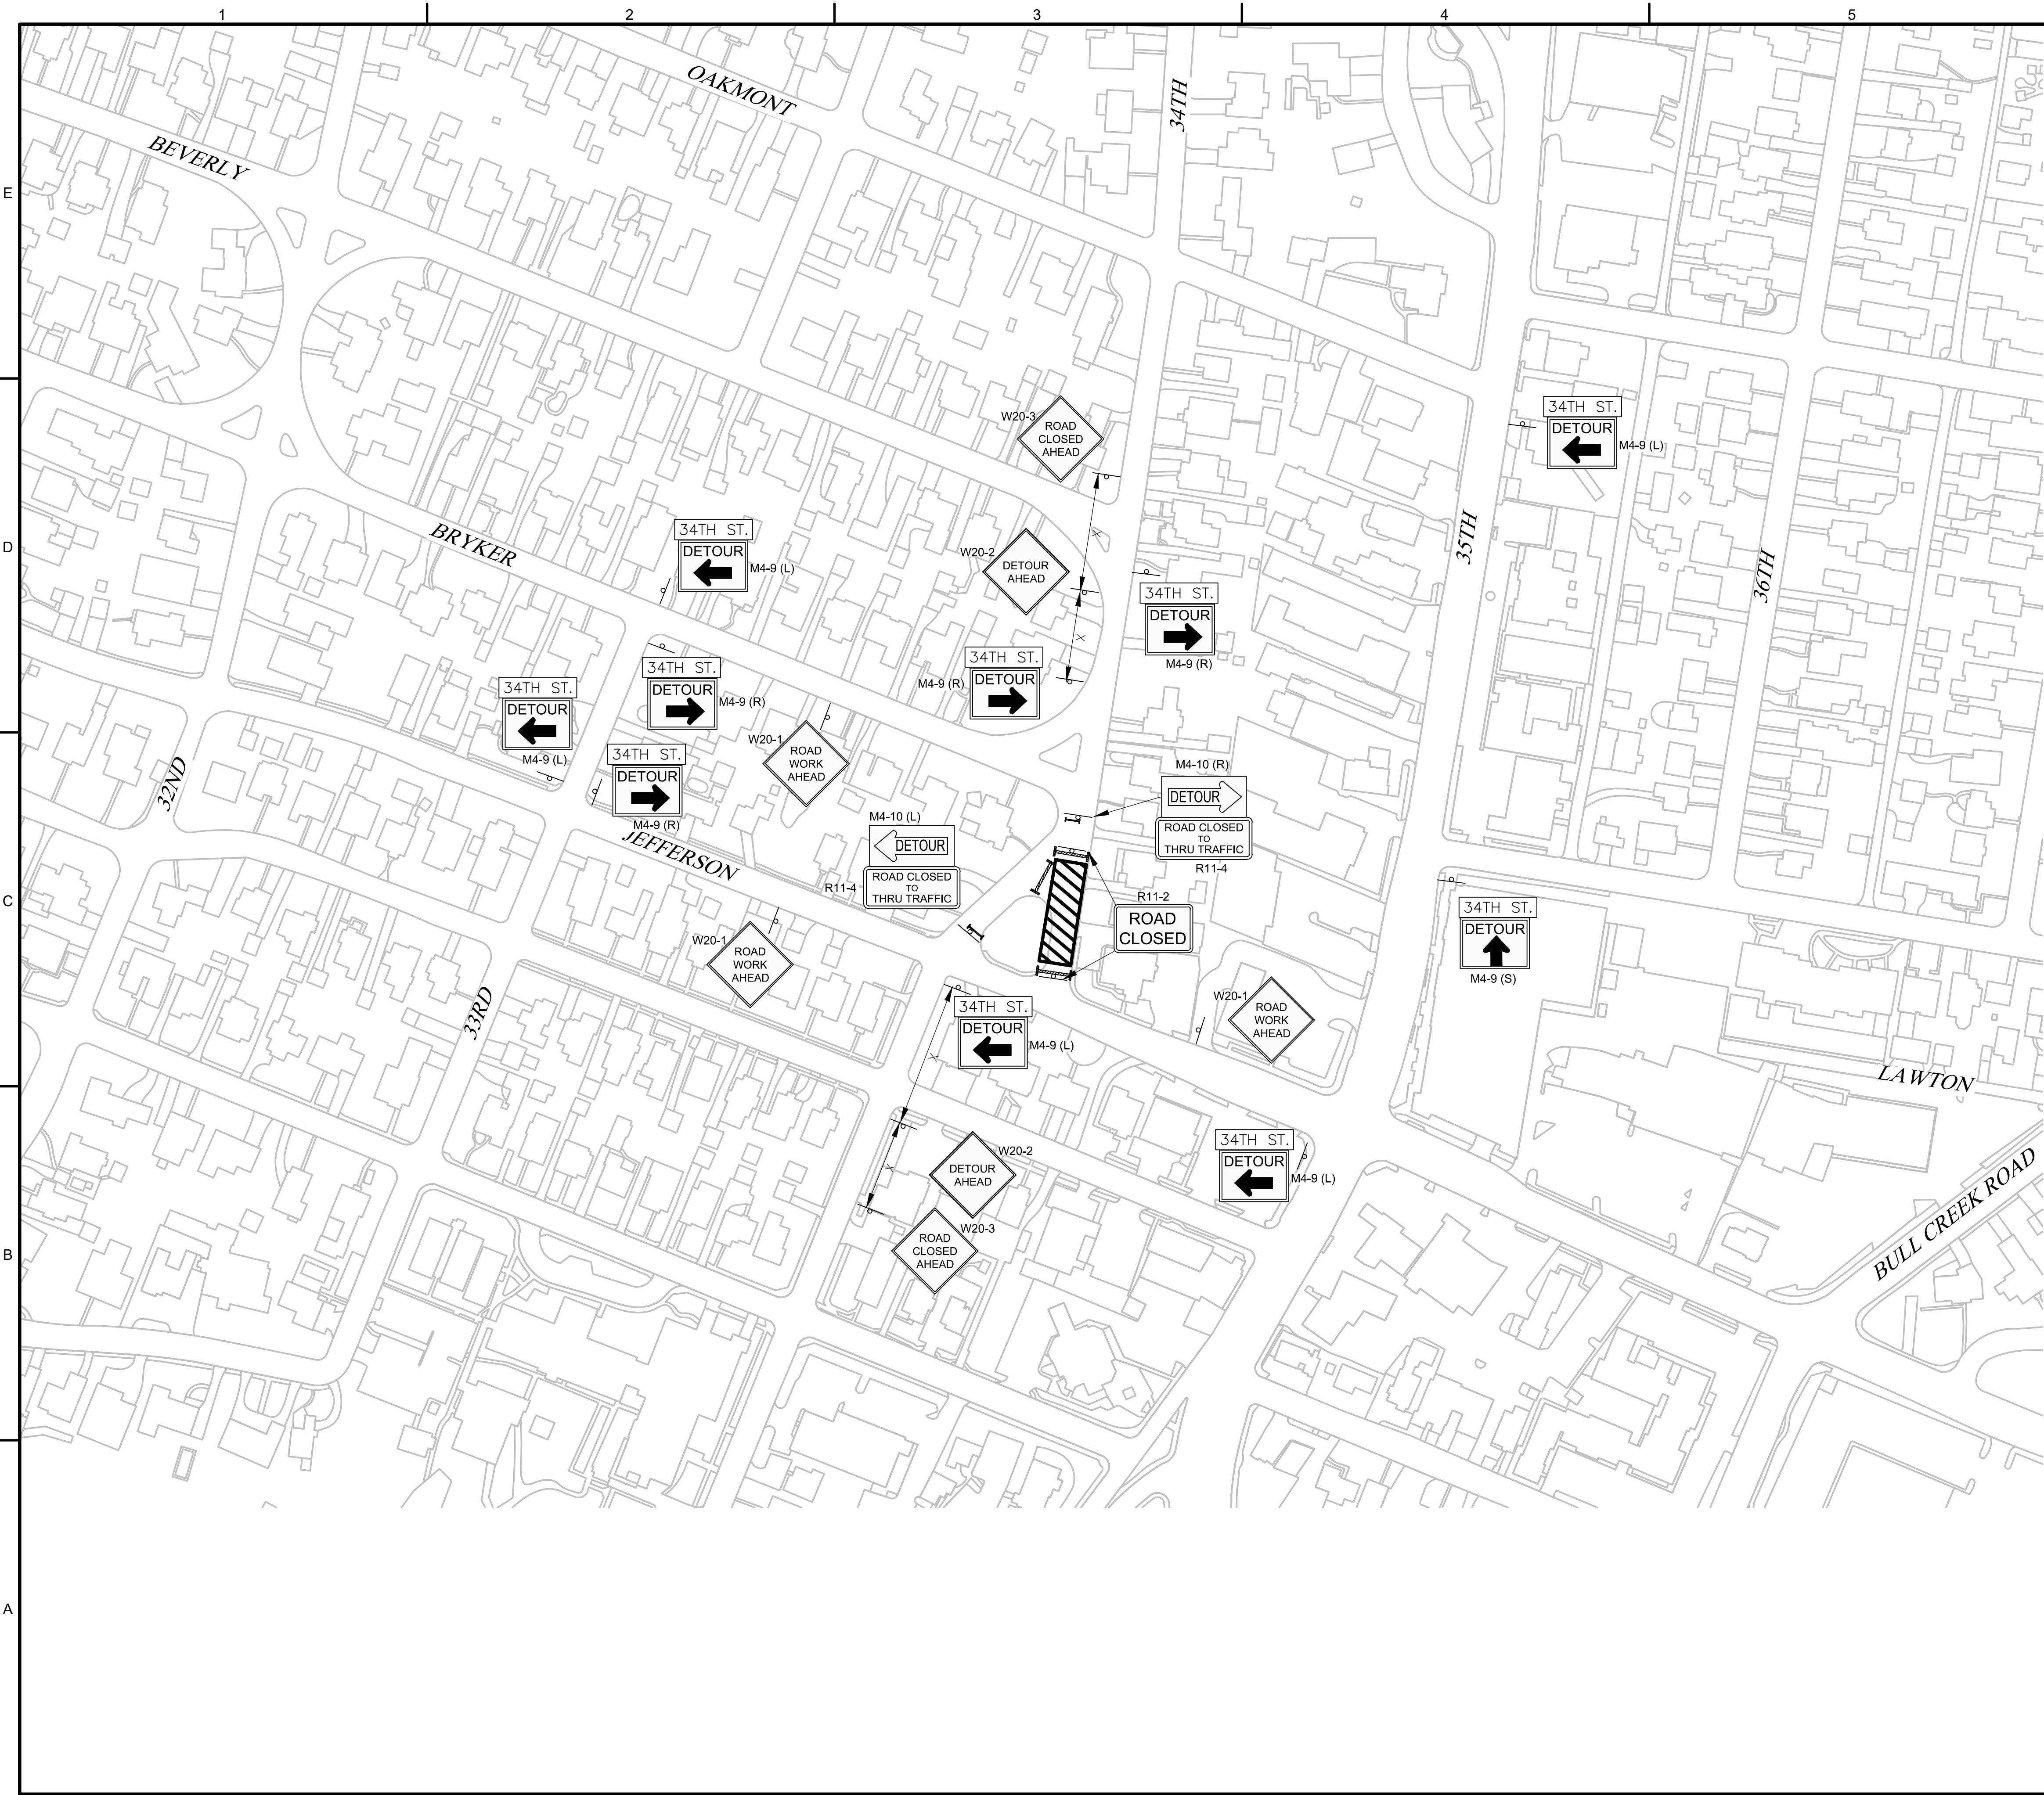 1
2
3
4
5
E
D
C
B
A
OAKMONT
34TH
BEVERLY
W20-3
ROAD
CLOSED
AHEAD
34TH ST.
DETOUR
M4-9 (L)
BRYKER
34TH ST.
DETOUR
M4-9 (L)
W20-2
DETOUR
AHEAD
X
X
35TH
36TH
34TH ST.
DETOUR
M4-9 (R)
34TH ST.
DETOUR
M4-9 (R)
34TH ST.
DETOUR
M4-9 (R)
34TH ST.
DETOUR
M4-9 (L)
W20-1
ROAD
WORK
AHEAD
34TH ST.
DETOUR
M4-9 (R)
32ND
JEFFERSON
M4-10 (R)
DETOUR
ROAD CLOSED
TO
THRU TRAFFIC
R11-4
M4-10 (L)
DETOUR
R11-4
ROAD CLOSED
TO
THRU TRAFFIC
R11-2
ROAD
CLOSED
34TH ST.
DETOUR
M4-9 (S)
W20-1
ROAD
WORK
AHEAD
33RD
34TH ST.
DETOUR
M4-9 (L)
W20-1
ROAD
WORK
AHEAD
X
X
LAWTON
W20-2
DETOUR
AHEAD
34TH ST.
DETOUR
M4-9 (L)
W20-3
ROAD
CLOSED
AHEAD
BULL CREEK ROAD